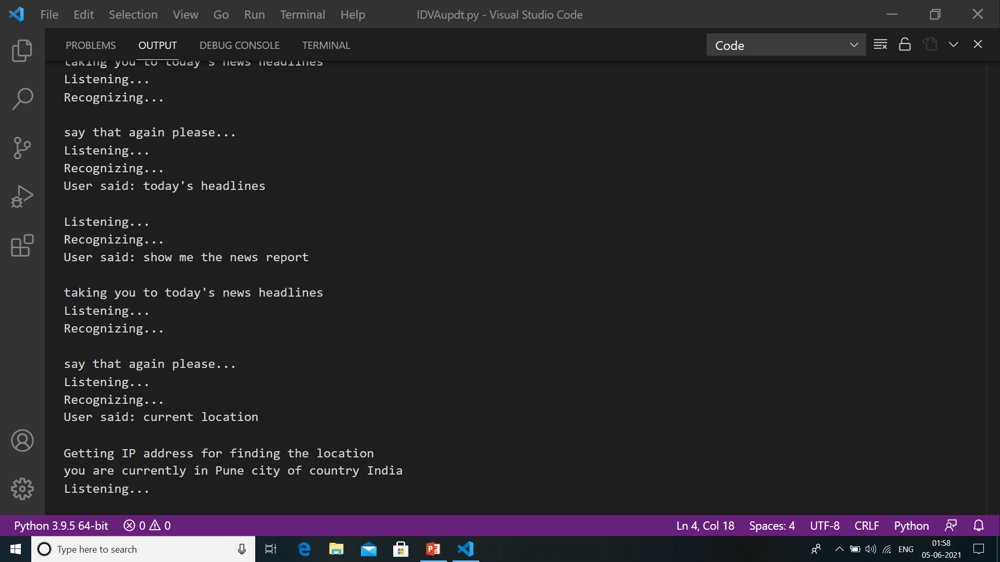 File Edit Selection View Go Run Terminal Help IDVAupdt.py - Visual Studio Code
PROBLEMS OUTPUT DEBUG CONSOLE TERMINAL Code
taking you to today's news headlines
Listening...
Recognizing...
say that again please...
Listening...
Recognizing...
User said: today's headlines
Listening...
Recognizing...
User said: show me the news report
taking you to today's news headlines
Listening...
Recognizing...
say that again please...
Listening...
Recognizing...
User said: current location
Getting IP address for finding the location
you are currently in Pune city of country India
Listening...
Python 3.9.5 64-bit 0 0 Ln 4, Col 18 Spaces: 4 UTF-8 CRLF Python
Type here to search ENG 01:58
05-06-2021